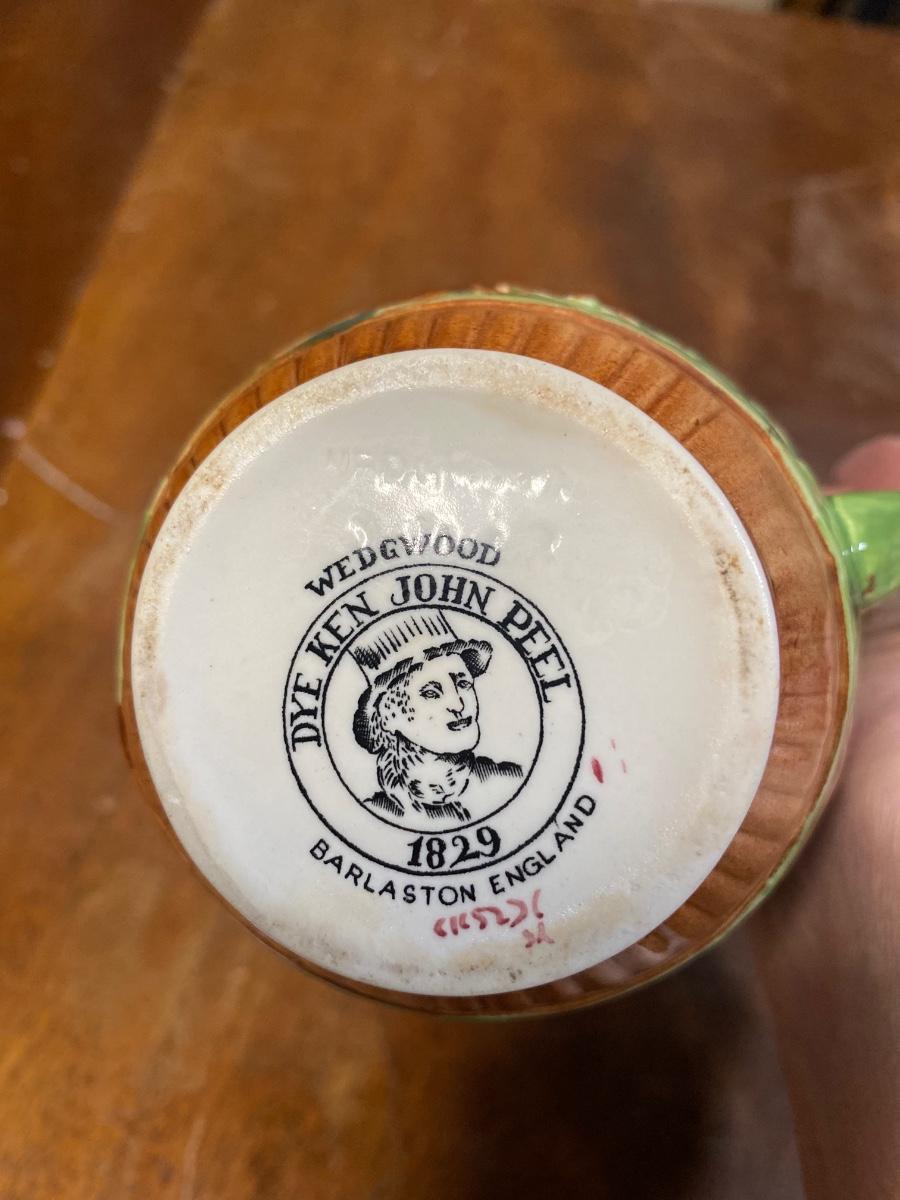 WEDGWOOD
DYE KEN JOHN PEEL
1829
BARLASTON ENGLAND